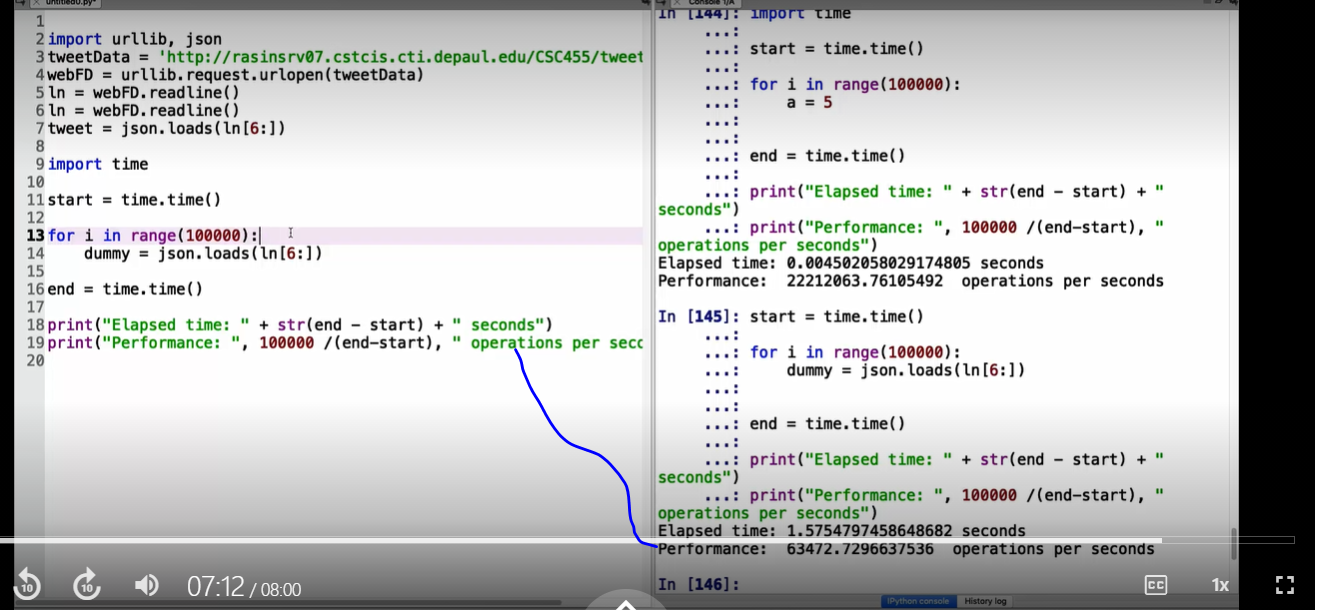 untitled0.py*
1
2 import urllib, json
3 tweetData = 'http://rasinsrv07.cstcis.cti.depaul.edu/CSC455/tweet
4 webFD = urllib.request.urlopen(tweetData)
5 ln = webFD.readline()
6 ln = webFD.readline()
7 tweet = json.loads(ln[6:])
8
9 import time
10
11 start = time.time()
12
13 for i in range(100000):
14     dummy = json.loads(ln[6:])
15
16 end = time.time()
17
18 print("Elapsed time: " + str(end - start) + " seconds")
19 print("Performance: ", 100000 /(end-start), " operations per sec
20
Console 1/A
In [144]: import time
...:
...: start = time.time()
...:
...: for i in range(100000):
...:     a = 5
...:
...:
...: end = time.time()
...:
...: print("Elapsed time: " + str(end - start) + "
seconds")
...: print("Performance: ", 100000 /(end-start), "
operations per seconds")
Elapsed time: 0.004502058029174805 seconds
Performance:  22212063.76105492  operations per seconds
In [145]: start = time.time()
...:
...: for i in range(100000):
...:     dummy = json.loads(ln[6:])
...:
...:
...: end = time.time()
...:
...: print("Elapsed time: " + str(end - start) + "
seconds")
...: print("Performance: ", 100000 /(end-start), "
operations per seconds")
Elapsed time: 1.5754797458648682 seconds
Performance:  63472.7296637536  operations per seconds
In [146]:
IPython console History log
10 10 07:12 / 08:00 CC 1x